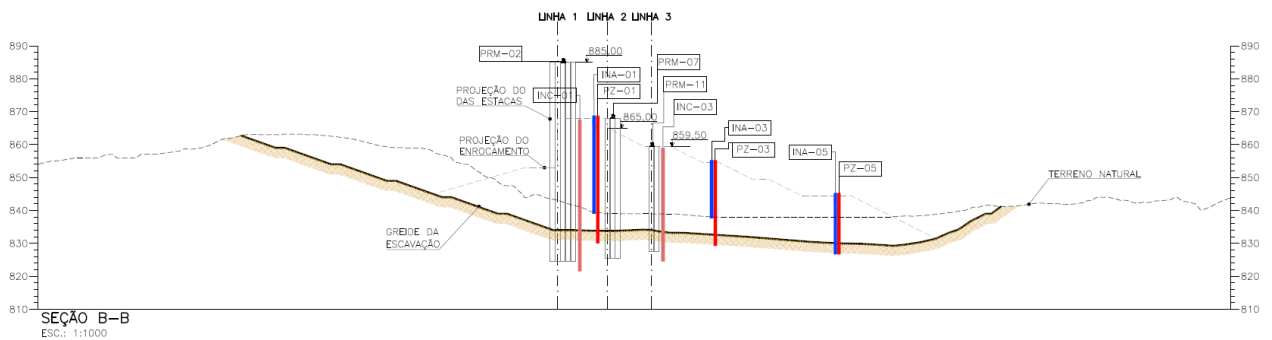 LINHA 1 LINHA 2 LINHA 3
890
880
870
860
850
840
830
820
810
PRM-02
885,00
PRM-07
INA-01
PRM-11
PROJEÇÃO DO
DAS ESTACAS
INC-01
PZ-01
INC-03
865,00
859,50
INA-03
PZ-03
INA-05
PZ-05
PROJEÇÃO DO
ENROCAMENTO
TERRENO NATURAL
GREIDE DA
ESCAVAÇÃO
890
880
870
860
850
840
830
820
810
SEÇÃO B-B
ESC.: 1:1000